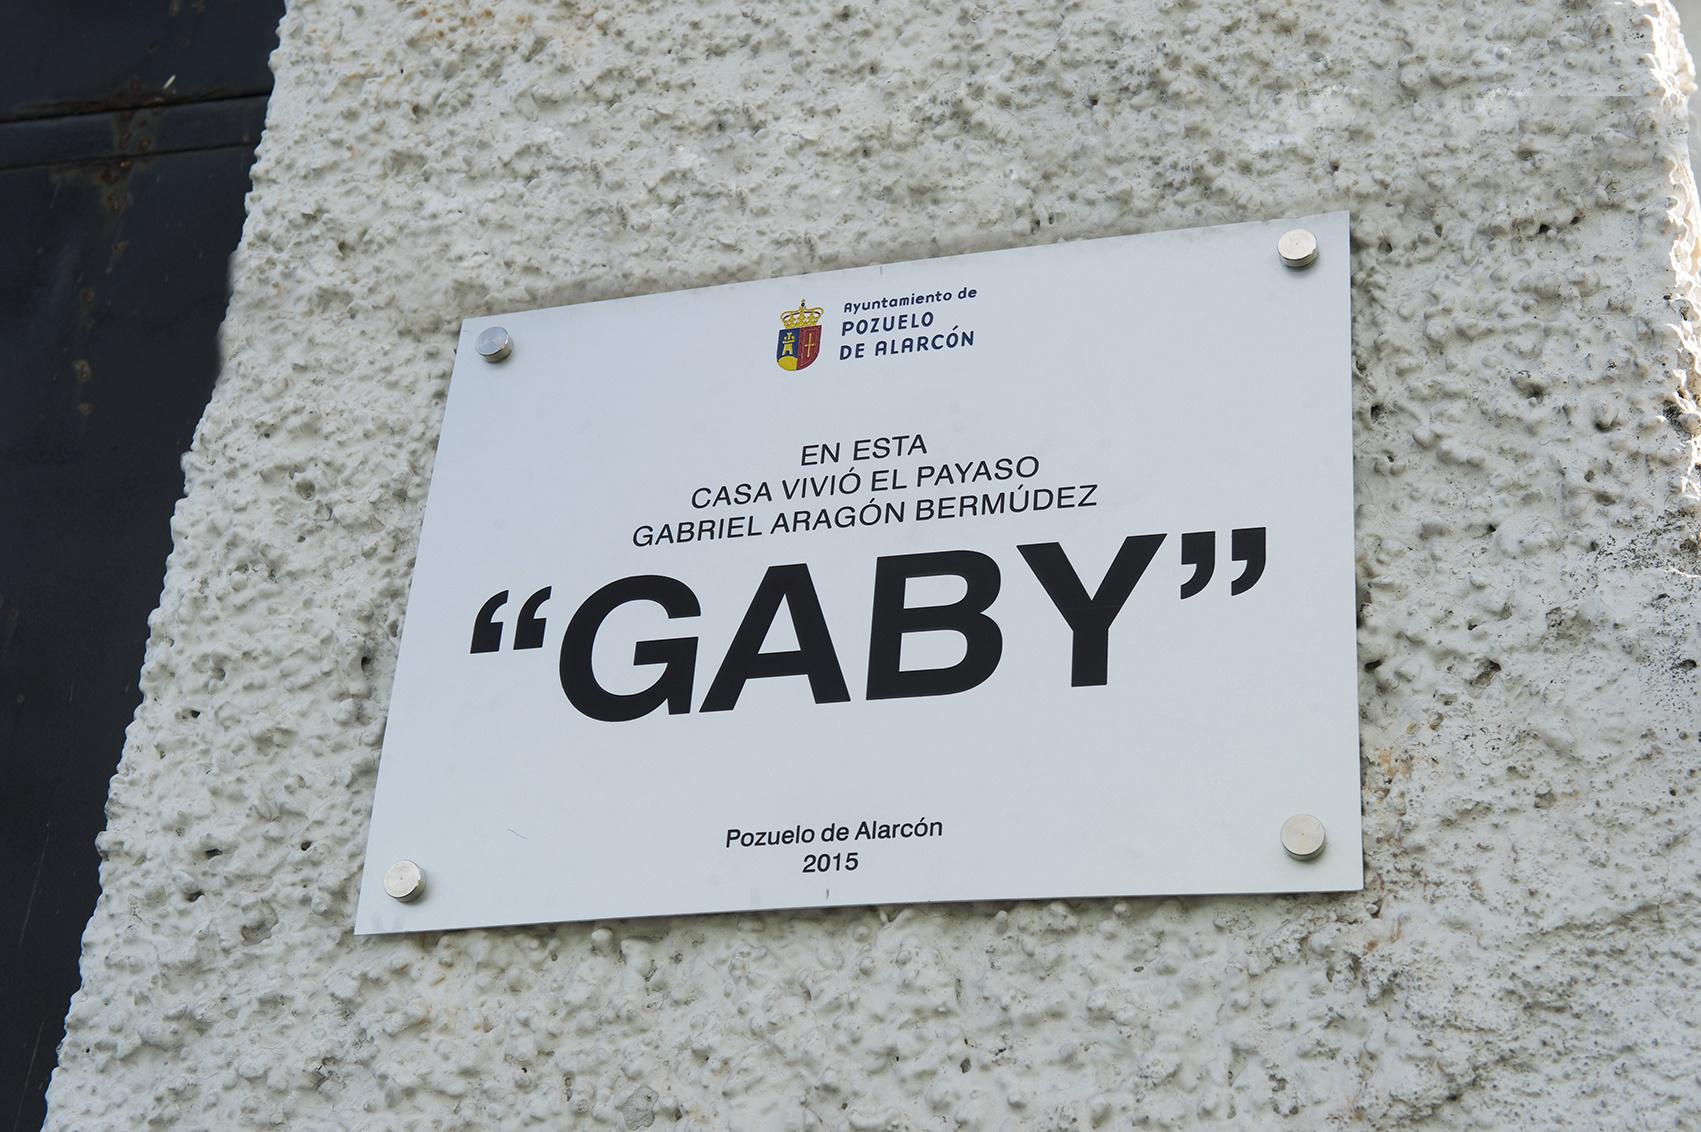 Ayuntamiento de
POZUELO
DE ALARCÓN
EN ESTA
CASA VIVIÓ EL PAYASO
GABRIEL ARAGÓN BERMÚDEZ
“GABY”
Pozuelo de Alarcón
2015